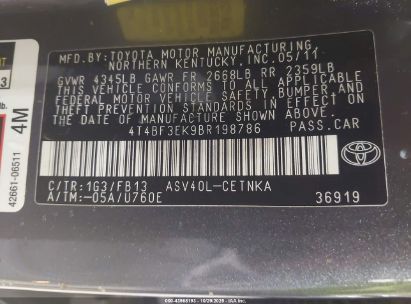 MFD.BY:TOYOTA MOTOR MANUFACTURING
NORTHERN KENTUCKY,INC.05/11
GVWR 4345LB GAWR FR 2668LB RR 2359LB
THIS VEHICLE CONFORMS TO ALL APPLICABLE
FEDERAL MOTOR VEHICLE SAFETY,BUMPER,AND
THEFT PREVENTION STANDARDS IN EFFECT ON
THE DATE OF MANUFACTURE SHOWN ABOVE.
4T4BF3EK9BR198786 PASS.CAR
C/TR:1G3/FB13 ASV40L-CETNKA
A/TM:-05A/U760E 36919
TOYOTA
42661-06511
4M